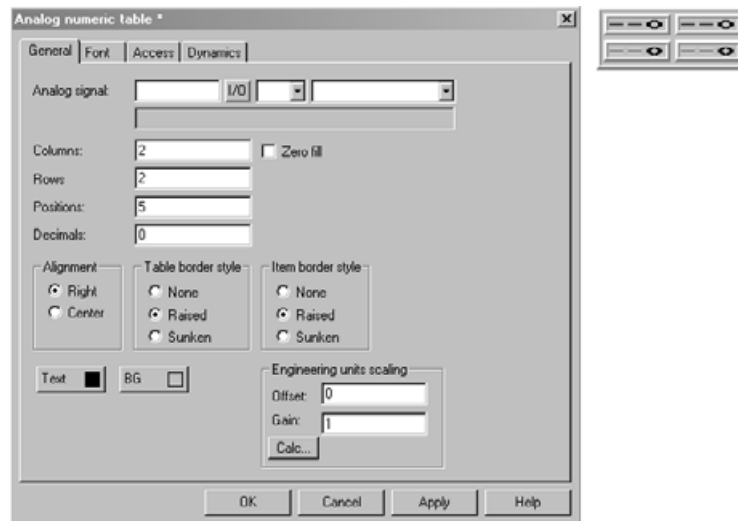 Analog numeric table *
General Font Access Dynamics
Analog signal: I/O
Columns: 2 Zero fill
Rows 2
Positions: 5
Decimals: 0
Alignment Table border style Item border style
Right None None
Center Raised Raised
Sunken Sunken
Text BG
Engineering units scaling
Offset: 0
Gain: 1
Calc...
OK Cancel Apply Help